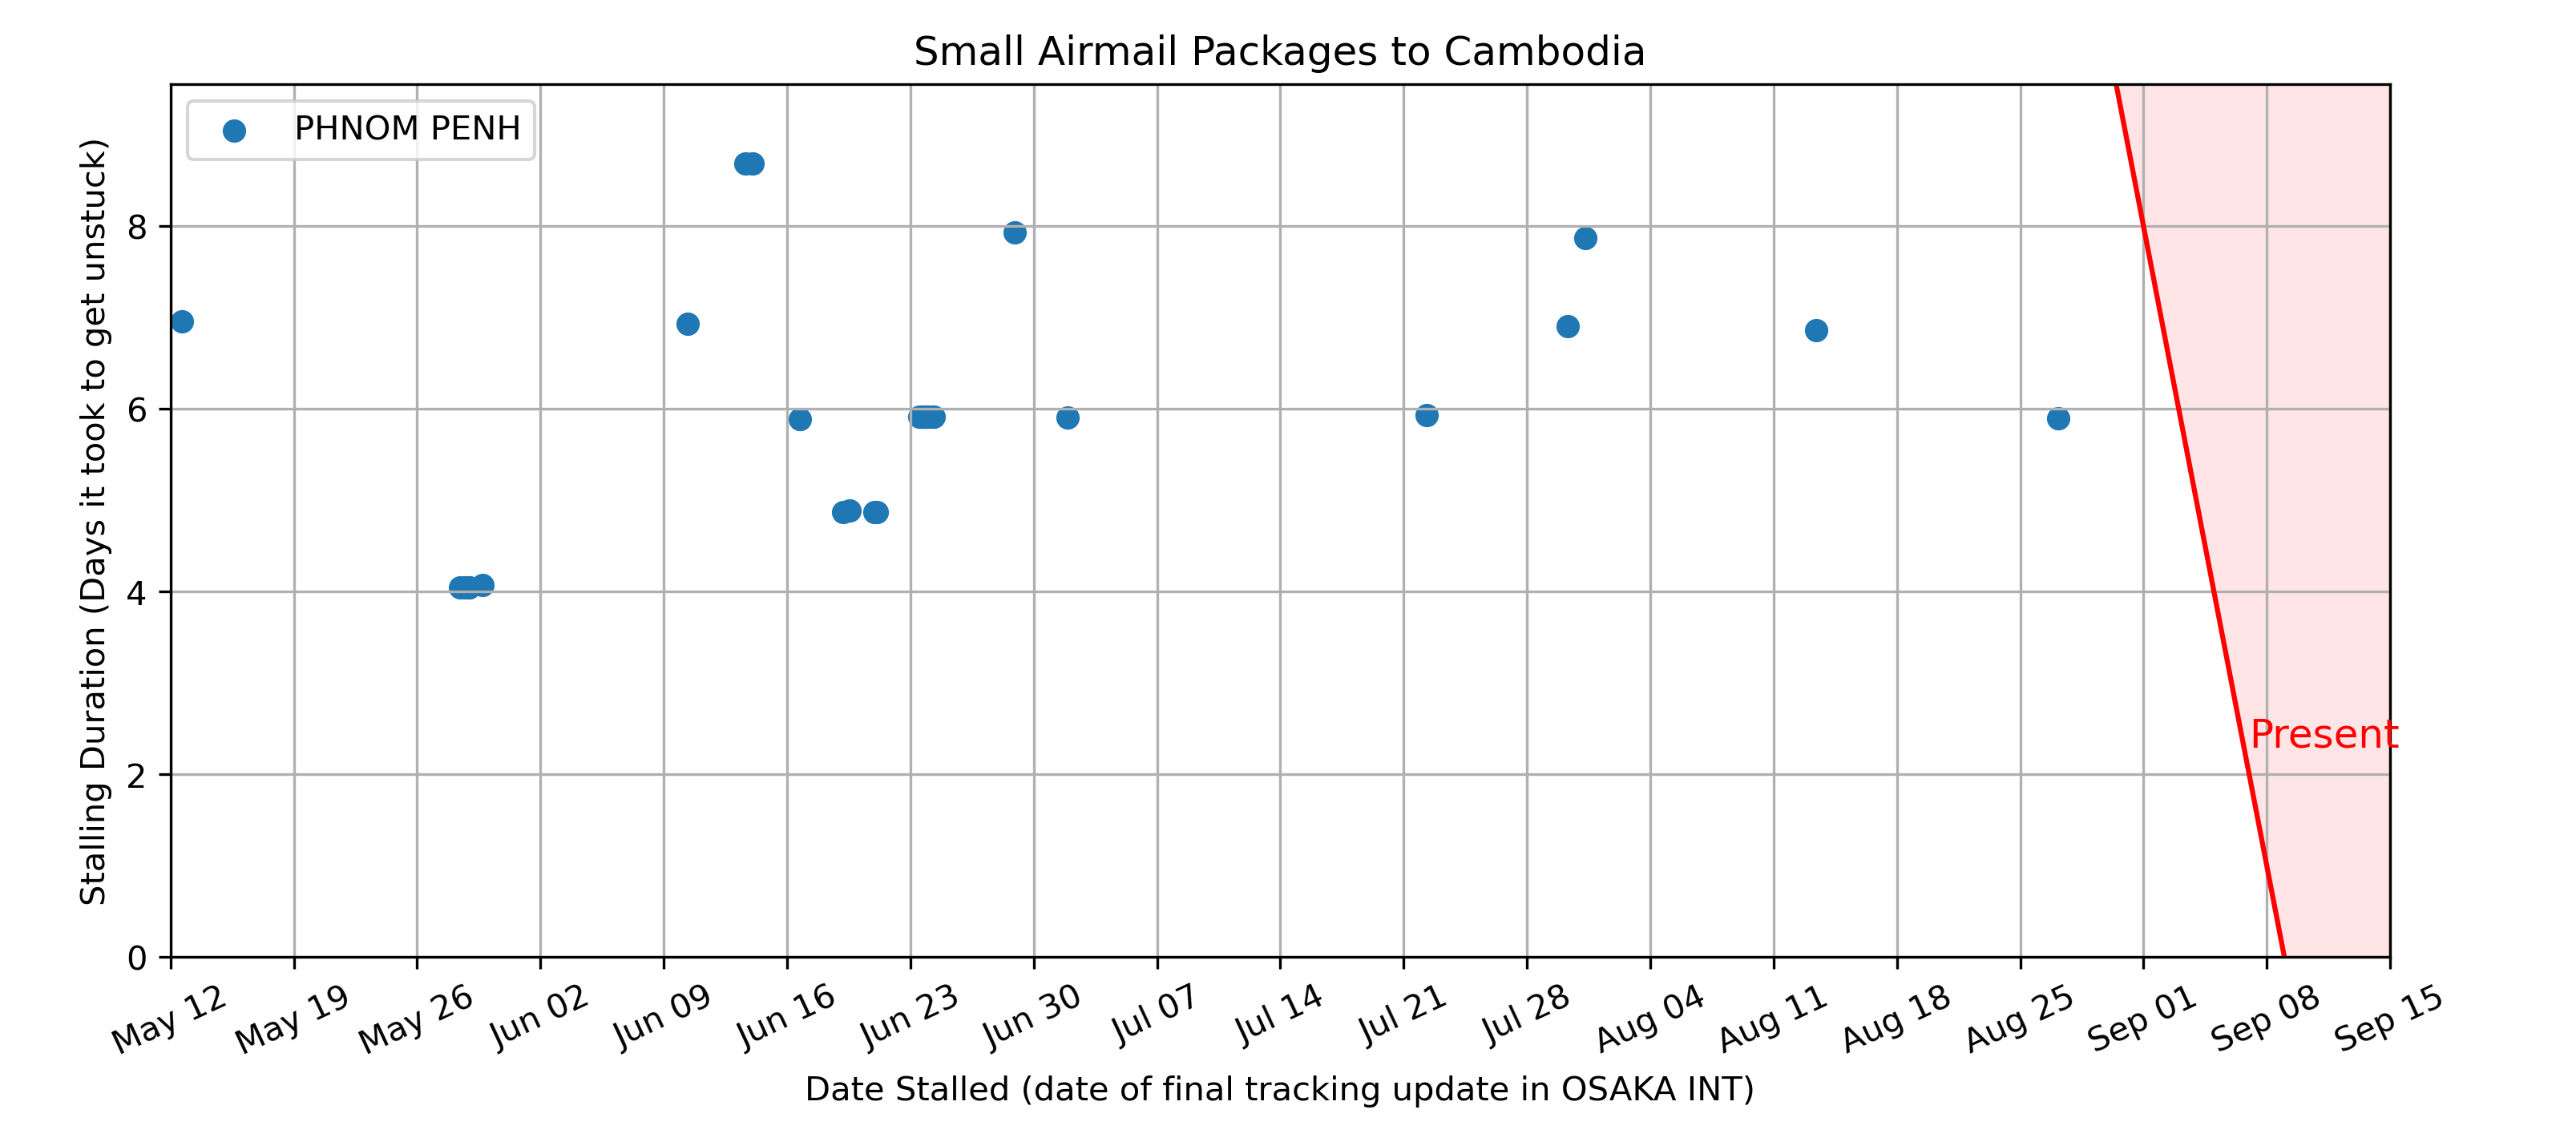 Small Airmail Packages to Cambodia
PHNOM PENH
Stalling Duration (Days it took to get unstuck)
8
6
4
2
0
Present
May 12
May 19
May 26
Jun 02
Jun 09
Jun 16
Jun 23
Jun 30
Jul 07
Jul 14
Jul 21
Jul 28
Aug 04
Aug 11
Aug 18
Aug 25
Sep 01
Sep 08
Sep 15
Date Stalled (date of final tracking update in OSAKA INT)